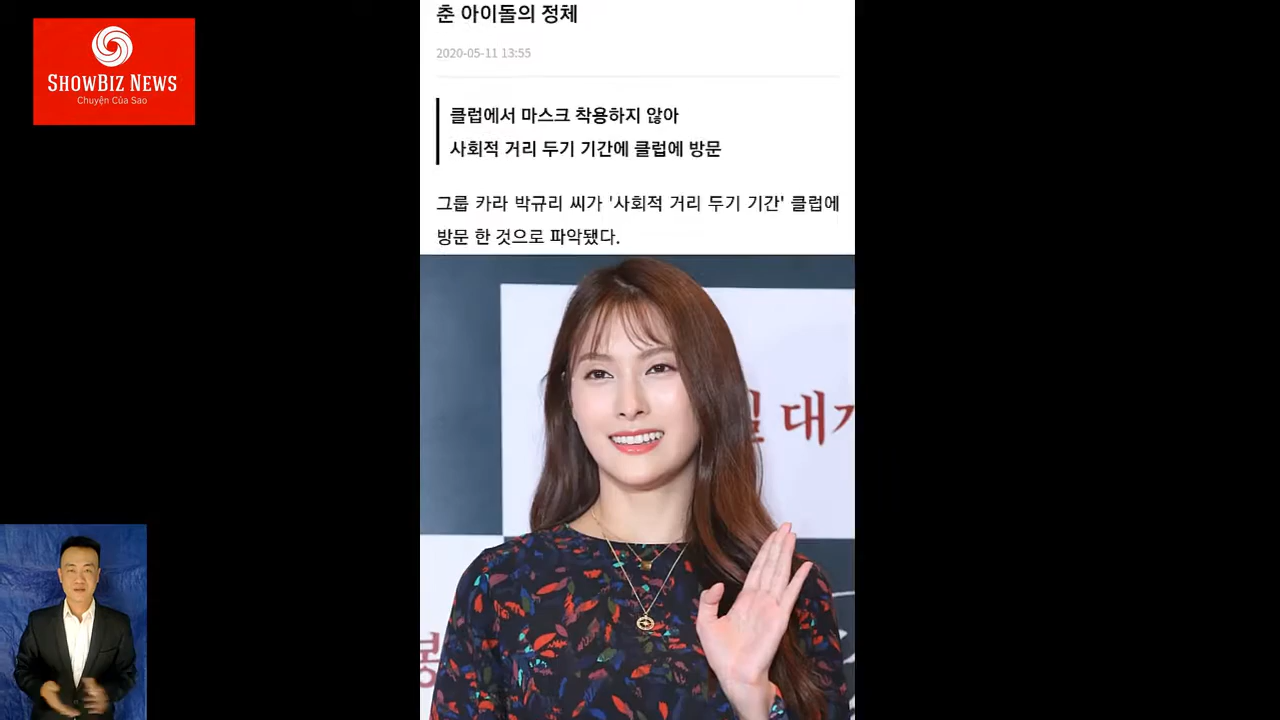 SHOWBIZ NEWS
Chuyện Của Sao
춘 아이돌의 정체
2020-05-11 13:55
클럽에서 마스크 착용하지 않아
사회적 거리 두기 기간에 클럽에 방문
그룹 카라 박규리 씨가 '사회적 거리 두기 기간' 클럽에
방문 한 것으로 파악됐다.
일 대가
봉